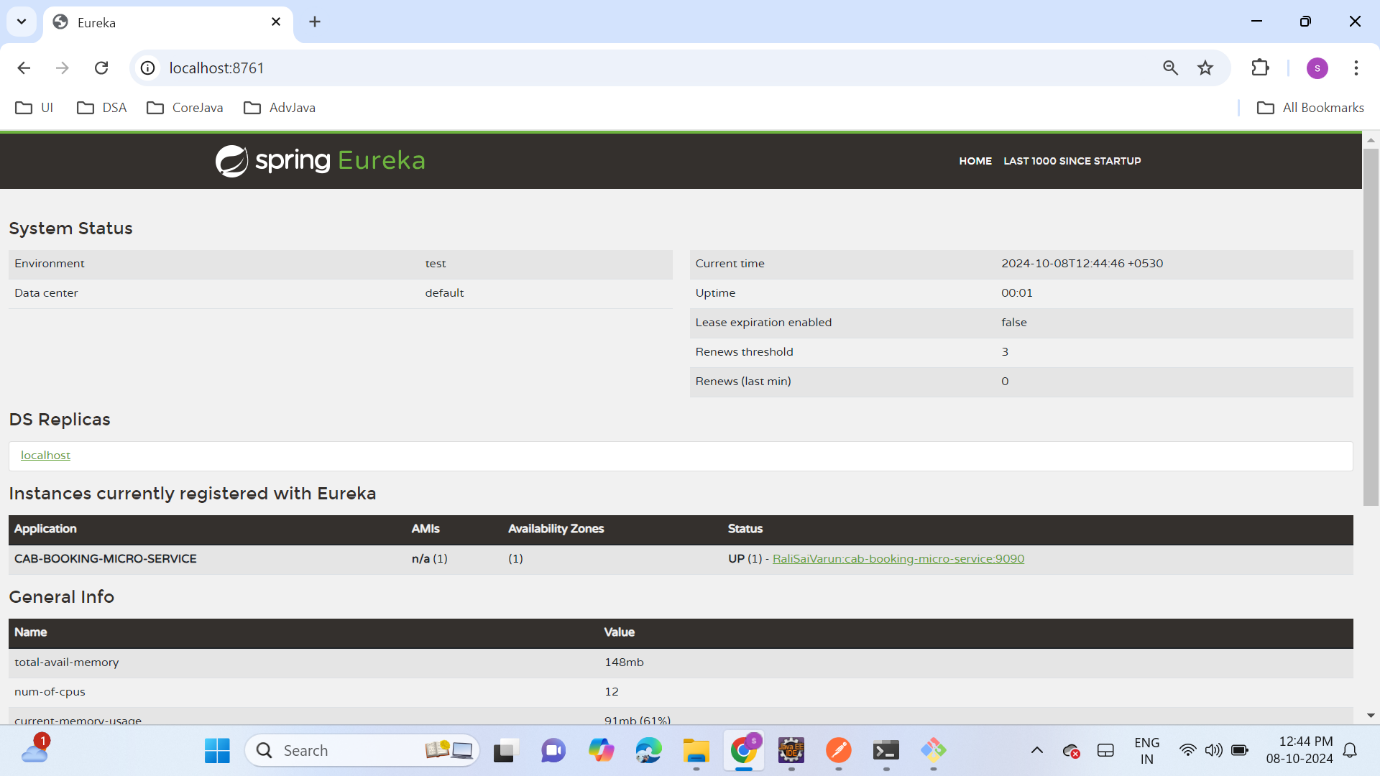 Eureka
localhost:8761
s
UI
DSA
CoreJava
AdvJava
All Bookmarks
spring Eureka
HOME LAST 1000 SINCE STARTUP
System Status
Environment test
Data center default
Current time 2024-10-08T12:44:46 +0530
Uptime 00:01
Lease expiration enabled false
Renews threshold 3
Renews (last min) 0
DS Replicas
localhost
Instances currently registered with Eureka
Application AMIs Availability Zones Status
CAB-BOOKING-MICRO-SERVICE n/a (1) (1) UP (1) - RaliSaiVarun:cab-booking-micro-service:9090
General Info
Name Value
total-avail-memory 148mb
num-of-cpus 12
current-memory-usage 91mb (61%)
1
Search
S
JAVA EE
IDE
ENG
IN
12:44 PM
08-10-2024